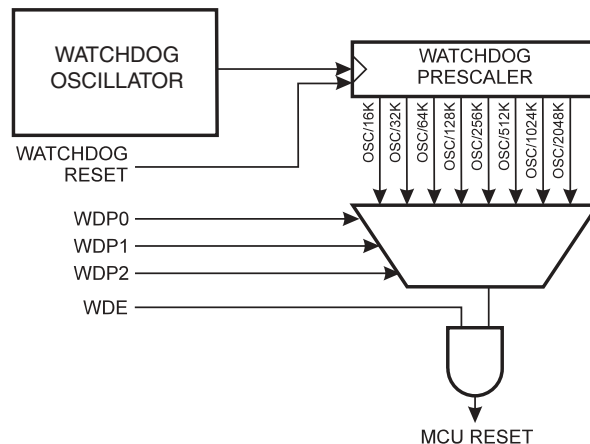 WATCHDOG
OSCILLATOR
WATCHDOG
PRESCALER
OSC/16K
OSC/32K
OSC/64K
OSC/128K
OSC/256K
OSC/512K
OSC/1024K
OSC/2048K
WATCHDOG
RESET
WDP0
WDP1
WDP2
WDE
MCU RESET